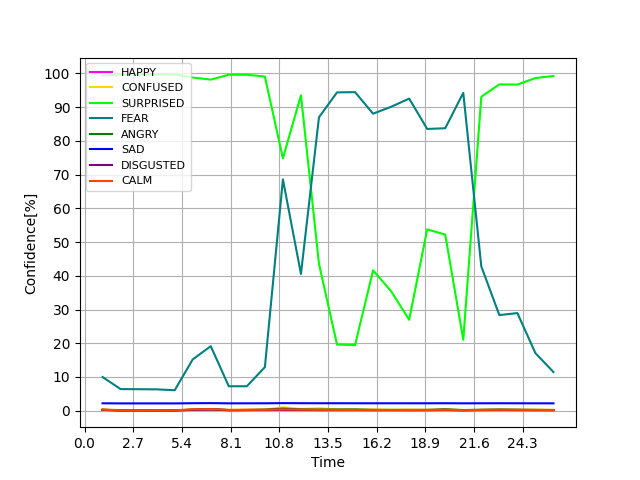 HAPPY
CONFUSED
SURPRISED
FEAR
ANGRY
SAD
DISGUSTED
CALM
100
90
80
70
60
50
40
30
20
10
0
Confidence[%]
0.0 2.7 5.4 8.1 10.8 13.5 16.2 18.9 21.6 24.3
Time